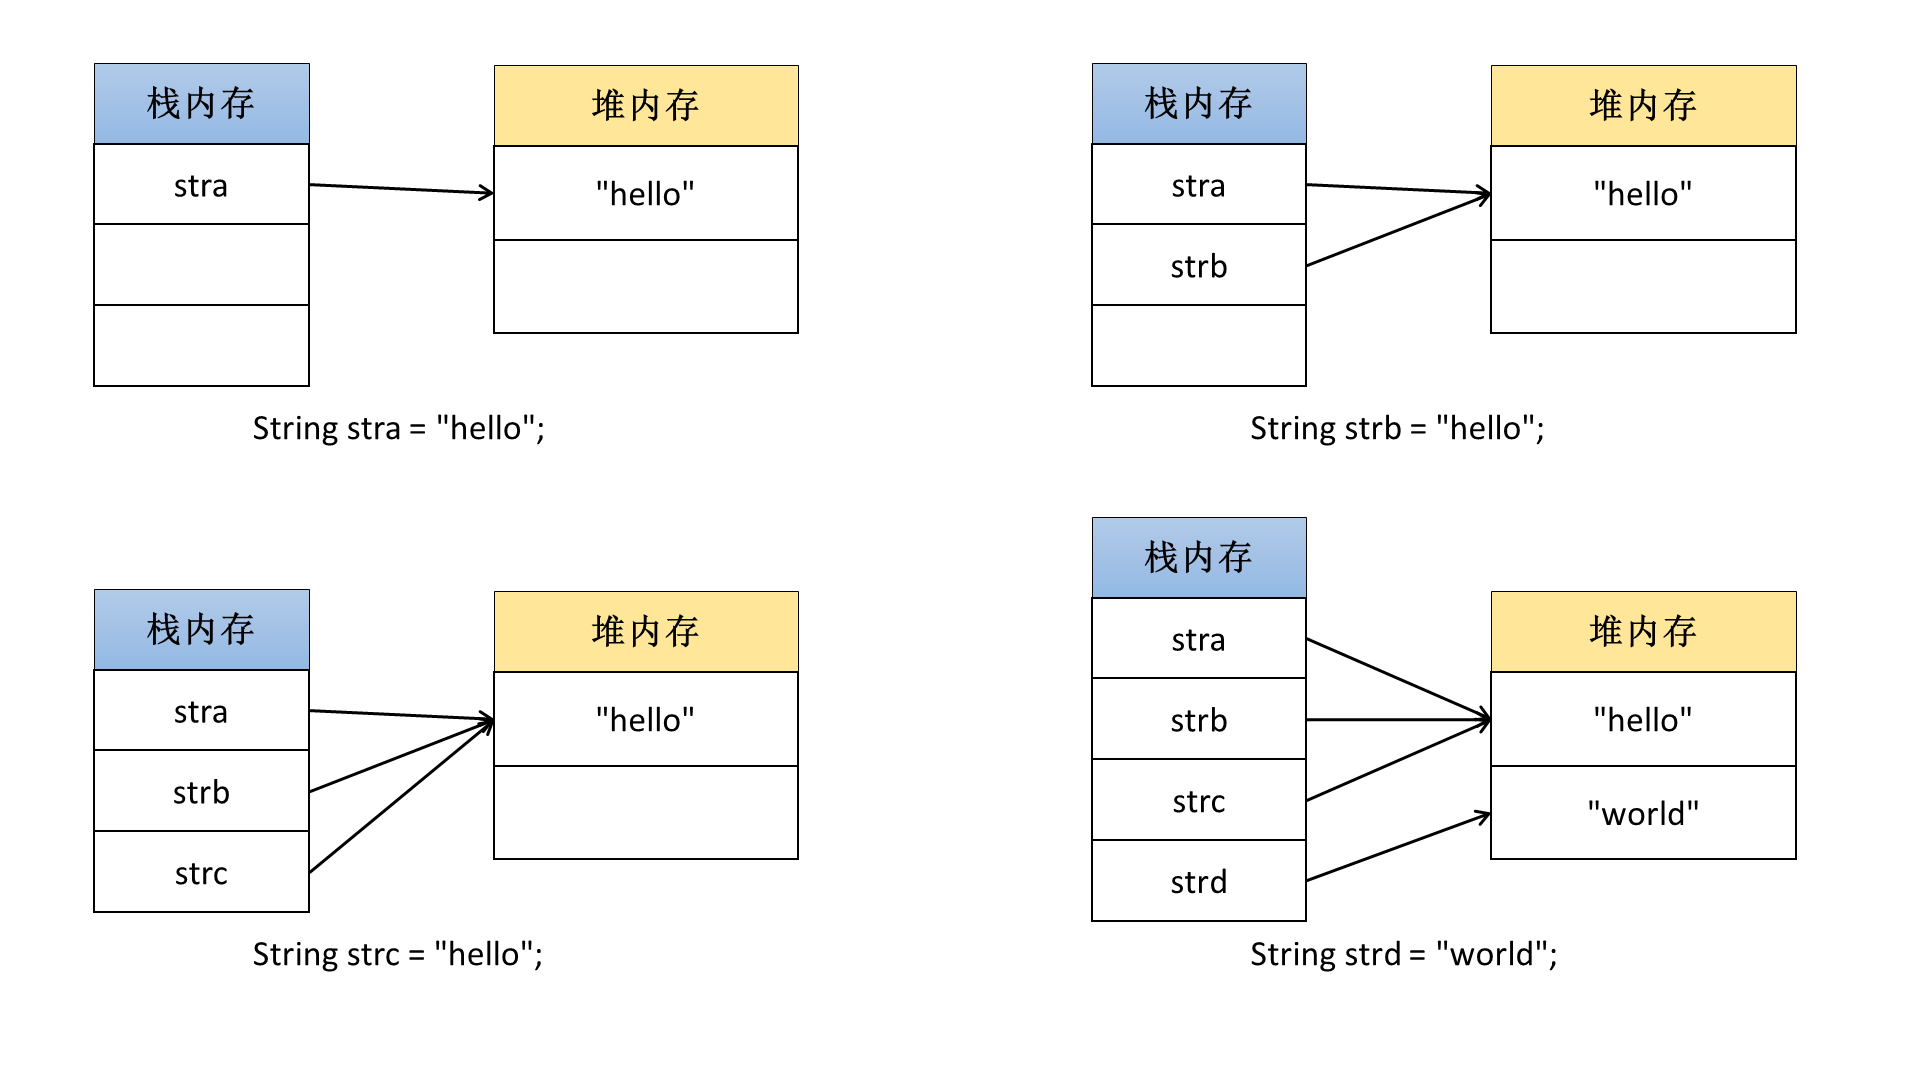 栈内存
堆内存
stra
"hello"
String stra = "hello";
栈内存
堆内存
stra
"hello"
strb
String strb = "hello";
栈内存
堆内存
stra
"hello"
strb
strc
String strc = "hello";
栈内存
堆内存
stra
strb
"hello"
strc
"world"
strd
String strd = "world";